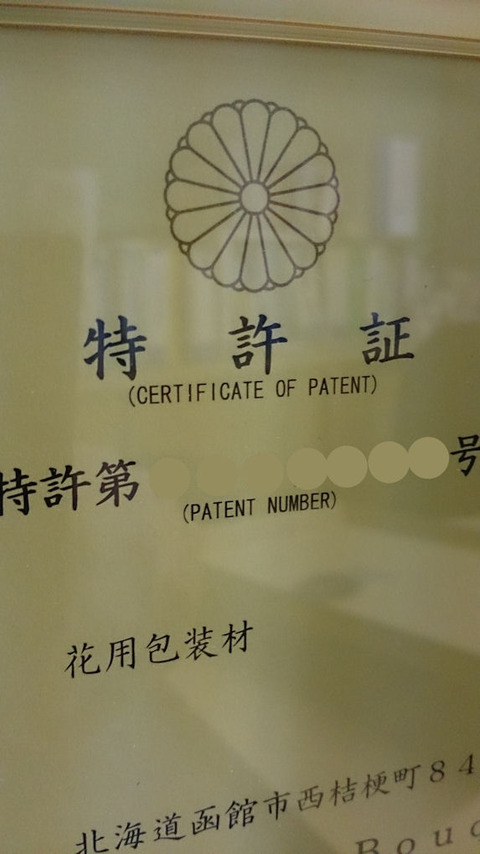 特許証
(CERTIFICATE OF PATENT)
特許第 号
(PATENT NUMBER)
花用包装材
北海道函館市西桔梗町84
Bouq